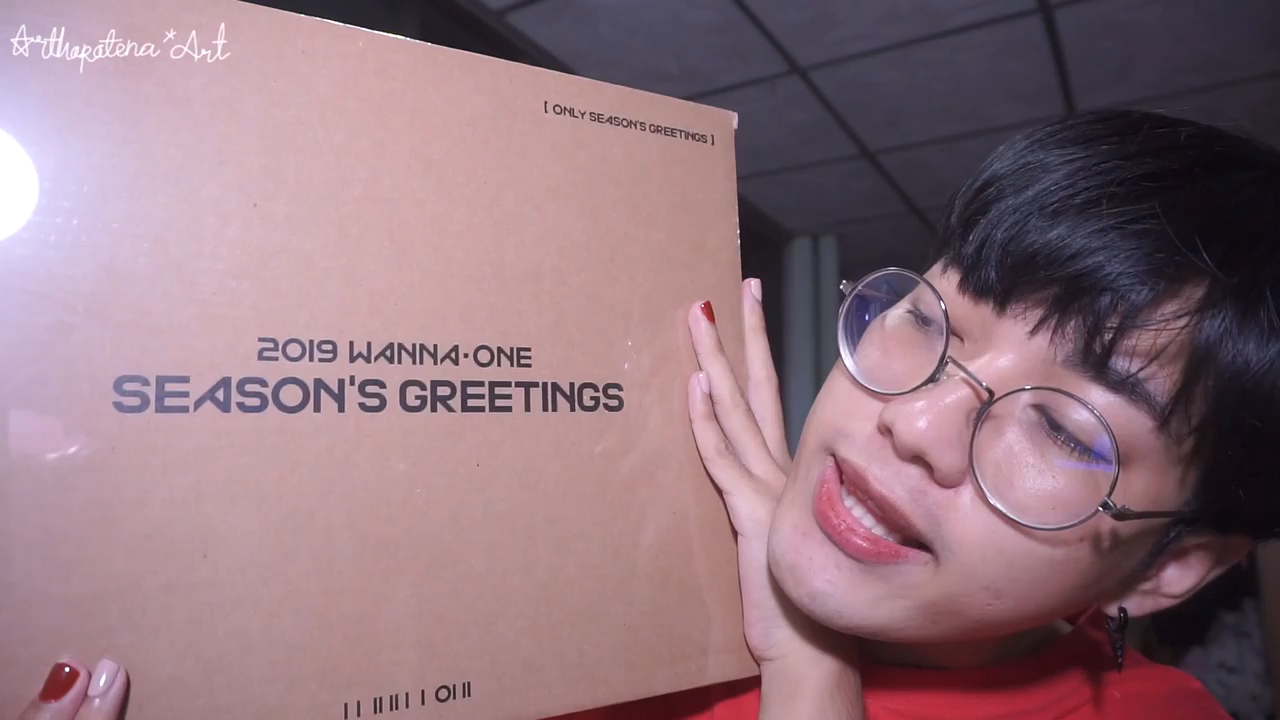 Arthapatena*Art
[ ONLY SEASON'S GREETINGS ]
2019 WANNA·ONE
SEASON'S GREETINGS